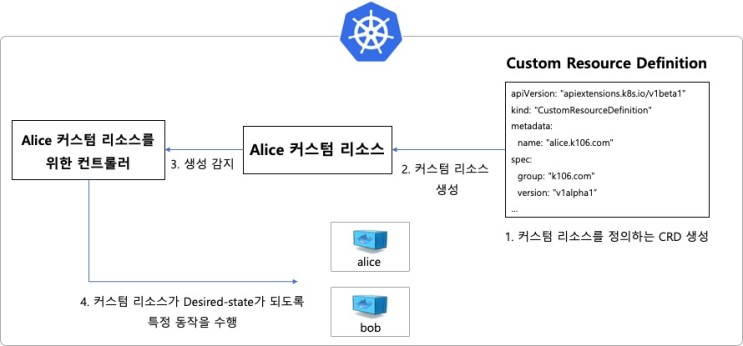 Custom Resource Definition
apiVersion: "apiextensions.k8s.io/v1beta1"
kind: "CustomResourceDefinition"
metadata:
name: "alice.k106.com"
spec:
group: "k106.com"
version: "v1alpha1"
...
1. 커스텀 리소스를 정의하는 CRD 생성
2. 커스텀 리소스
생성
Alice 커스텀 리소스
3. 생성 감지
Alice 커스텀 리소스를
위한 컨트롤러
4. 커스텀 리소스가 Desired-state가 되도록
특정 동작을 수행
alice
bob